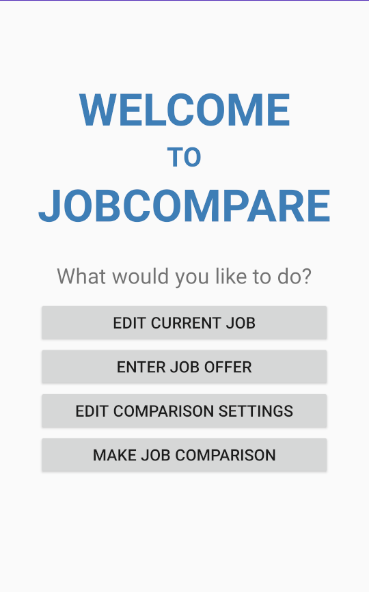 WELCOME
TO
JOBCOMPARE
What would you like to do?
EDIT CURRENT JOB
ENTER JOB OFFER
EDIT COMPARISON SETTINGS
MAKE JOB COMPARISON